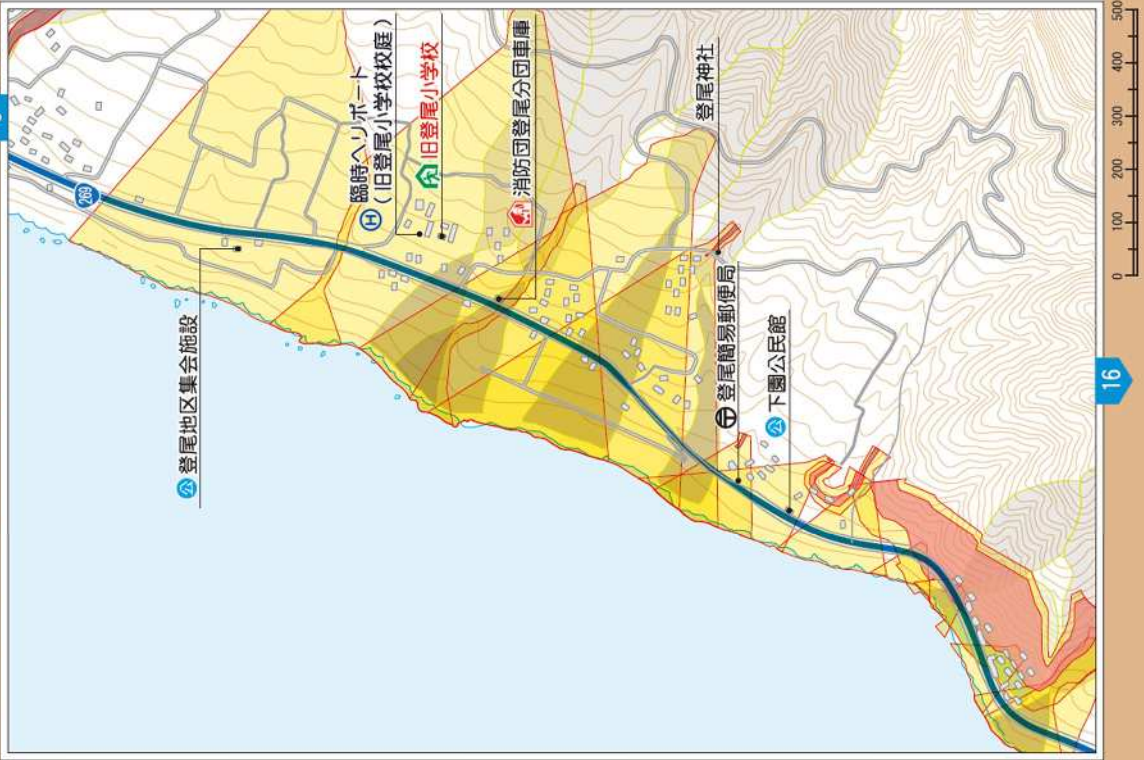 269
登尾地区集会施設
臨時ヘリポート
(旧登尾小学校校庭)
旧登尾小学校
消防団登尾分団車庫
登尾神社
登尾簡易郵便局
下園公民館
0
100
200
300
400
500
16